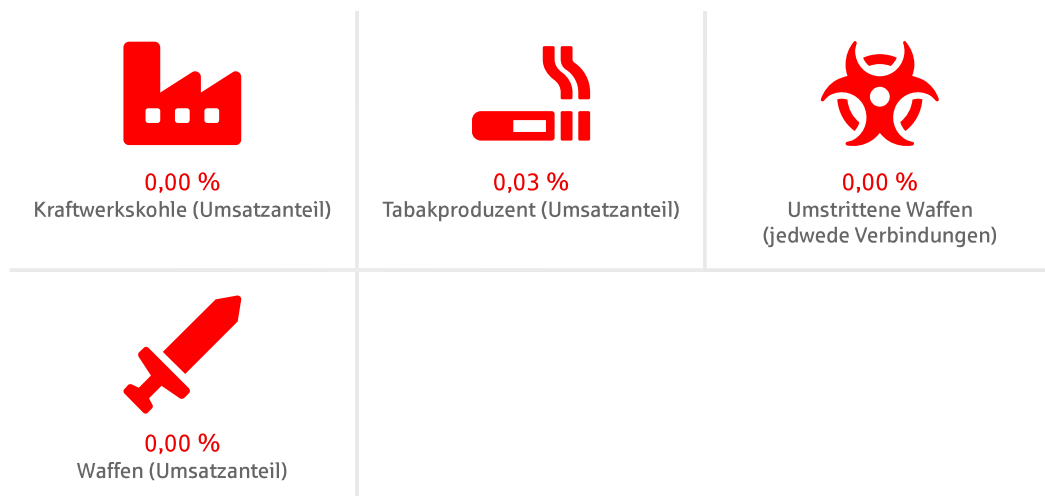 0,00 %
Kraftwerkskohle (Umsatzanteil)
0,03 %
Tabakproduzent (Umsatzanteil)
0,00 %
Umstrittene Waffen
(jedwede Verbindungen)
0,00 %
Waffen (Umsatzanteil)